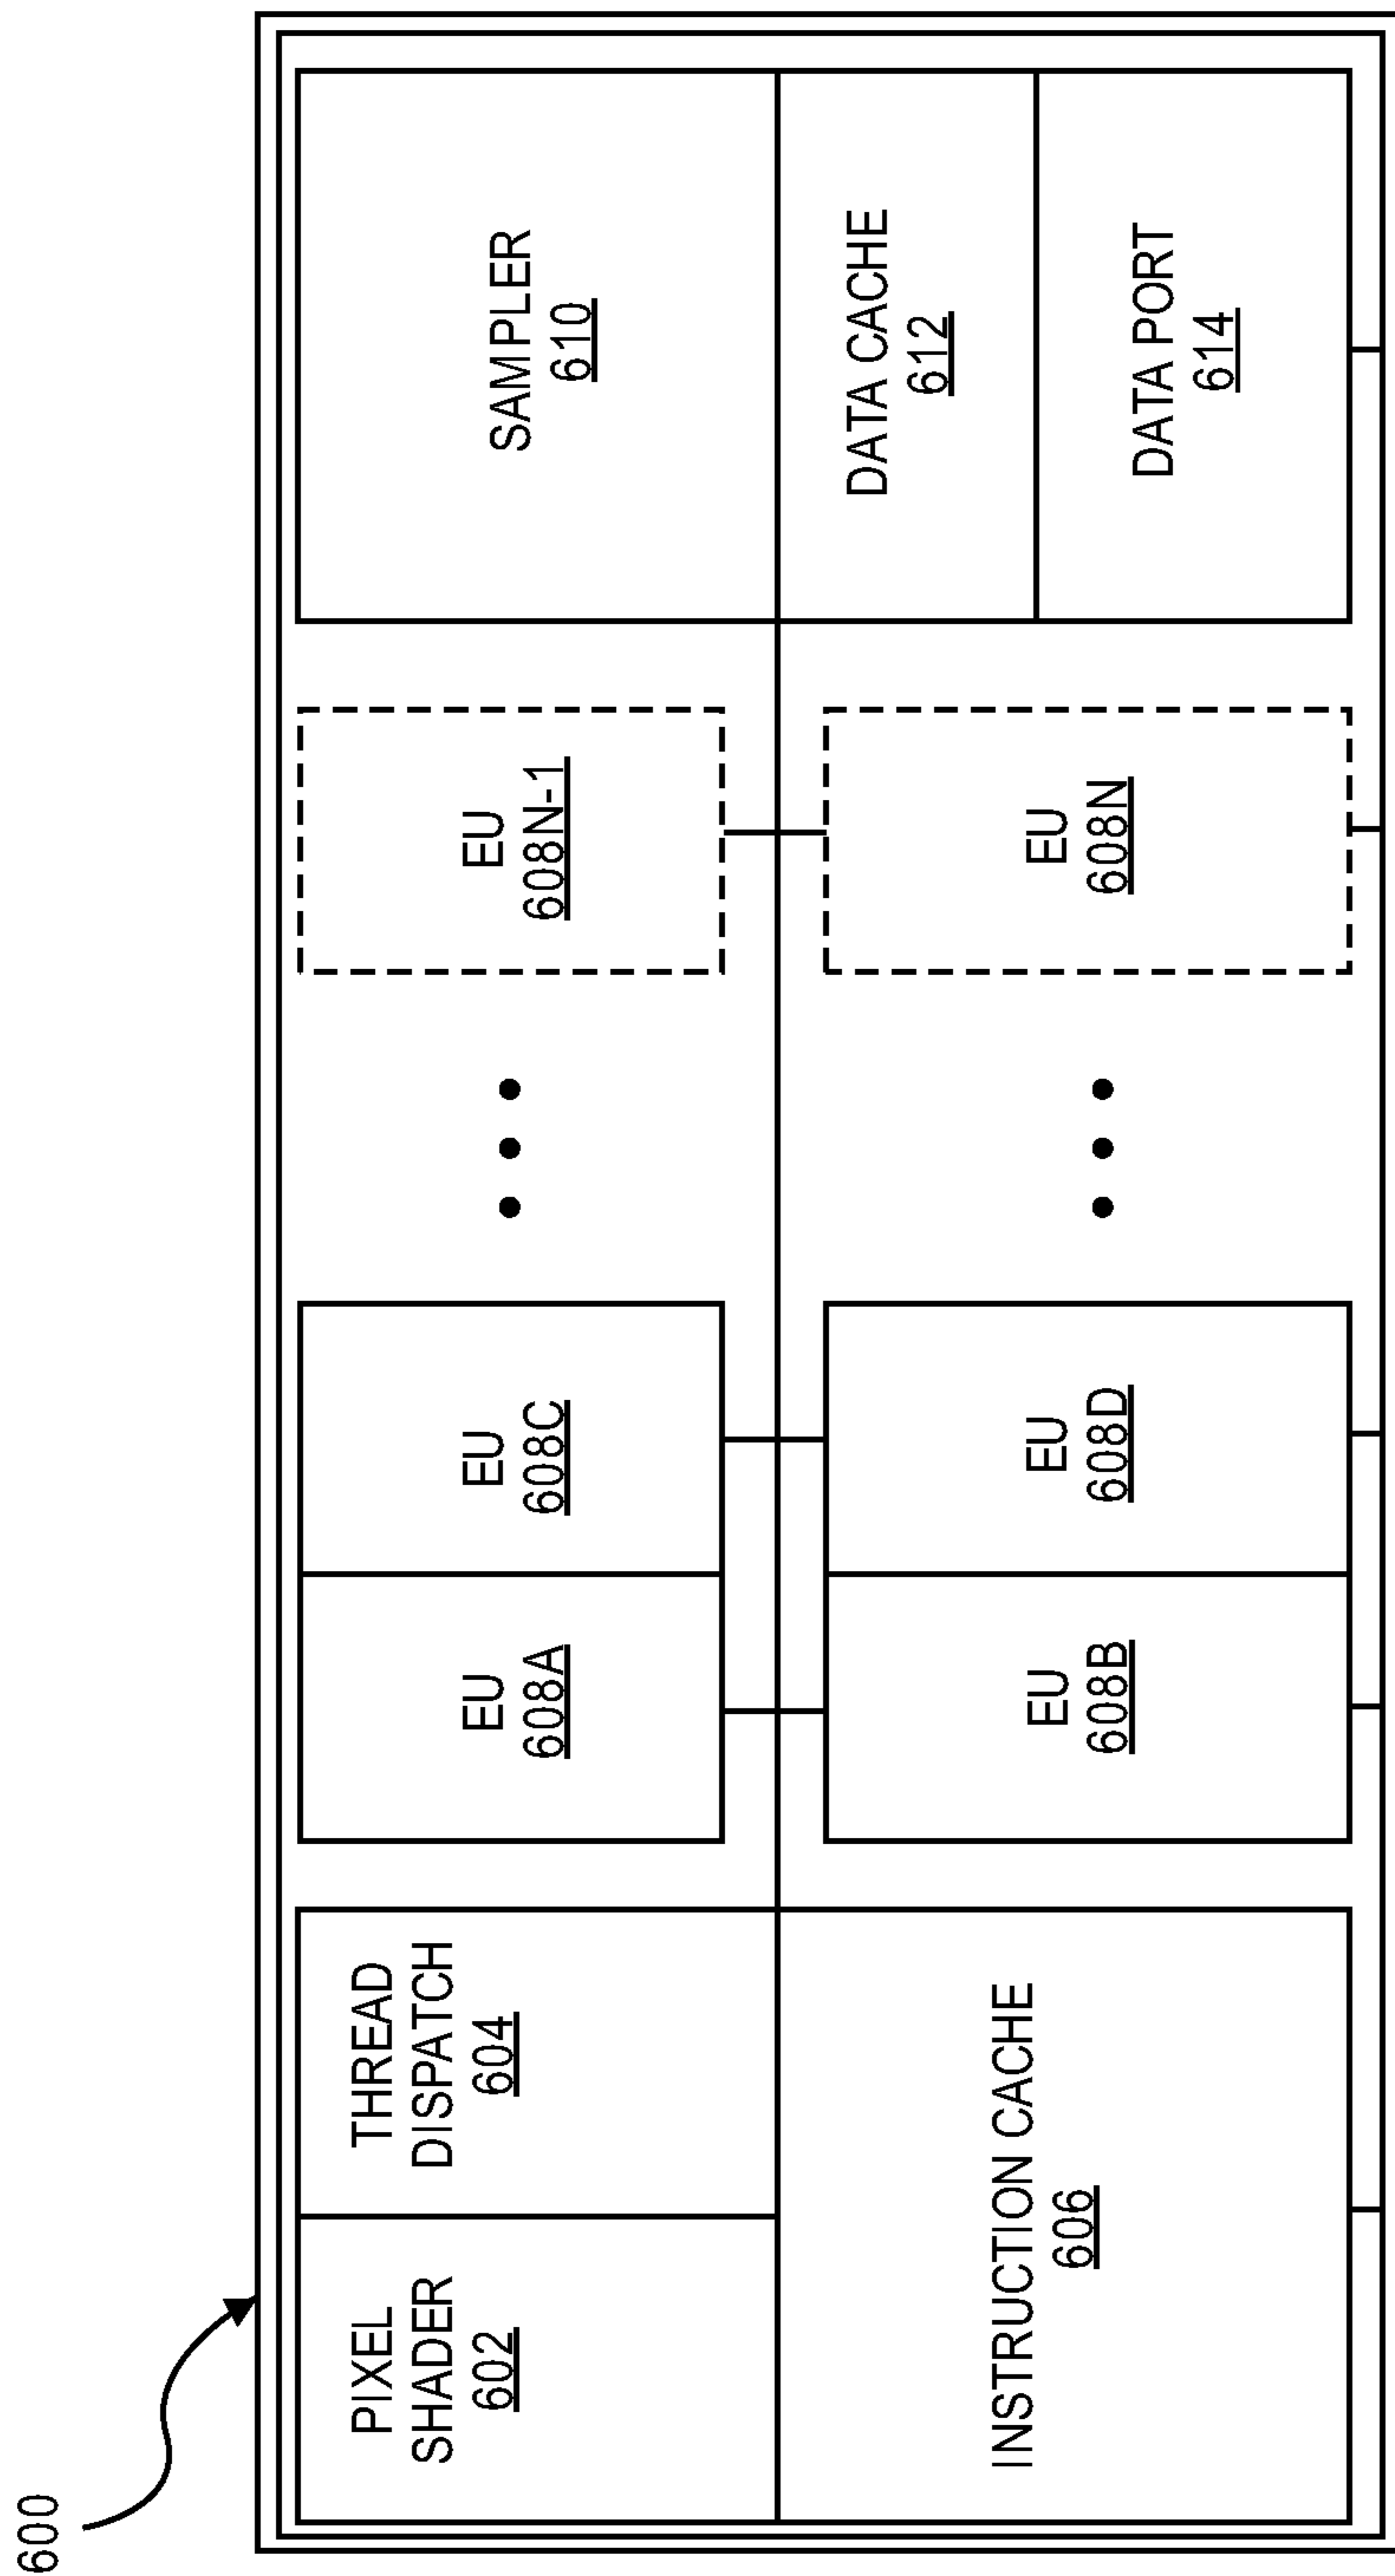 600
PIXEL
SHADER
602
THREAD
DISPATCH
604
INSTRUCTION CACHE
606
EU
608A
EU
608C
EU
608N-1
EU
608B
EU
608D
EU
608N
SAMPLER
610
DATA CACHE
612
DATA PORT
614